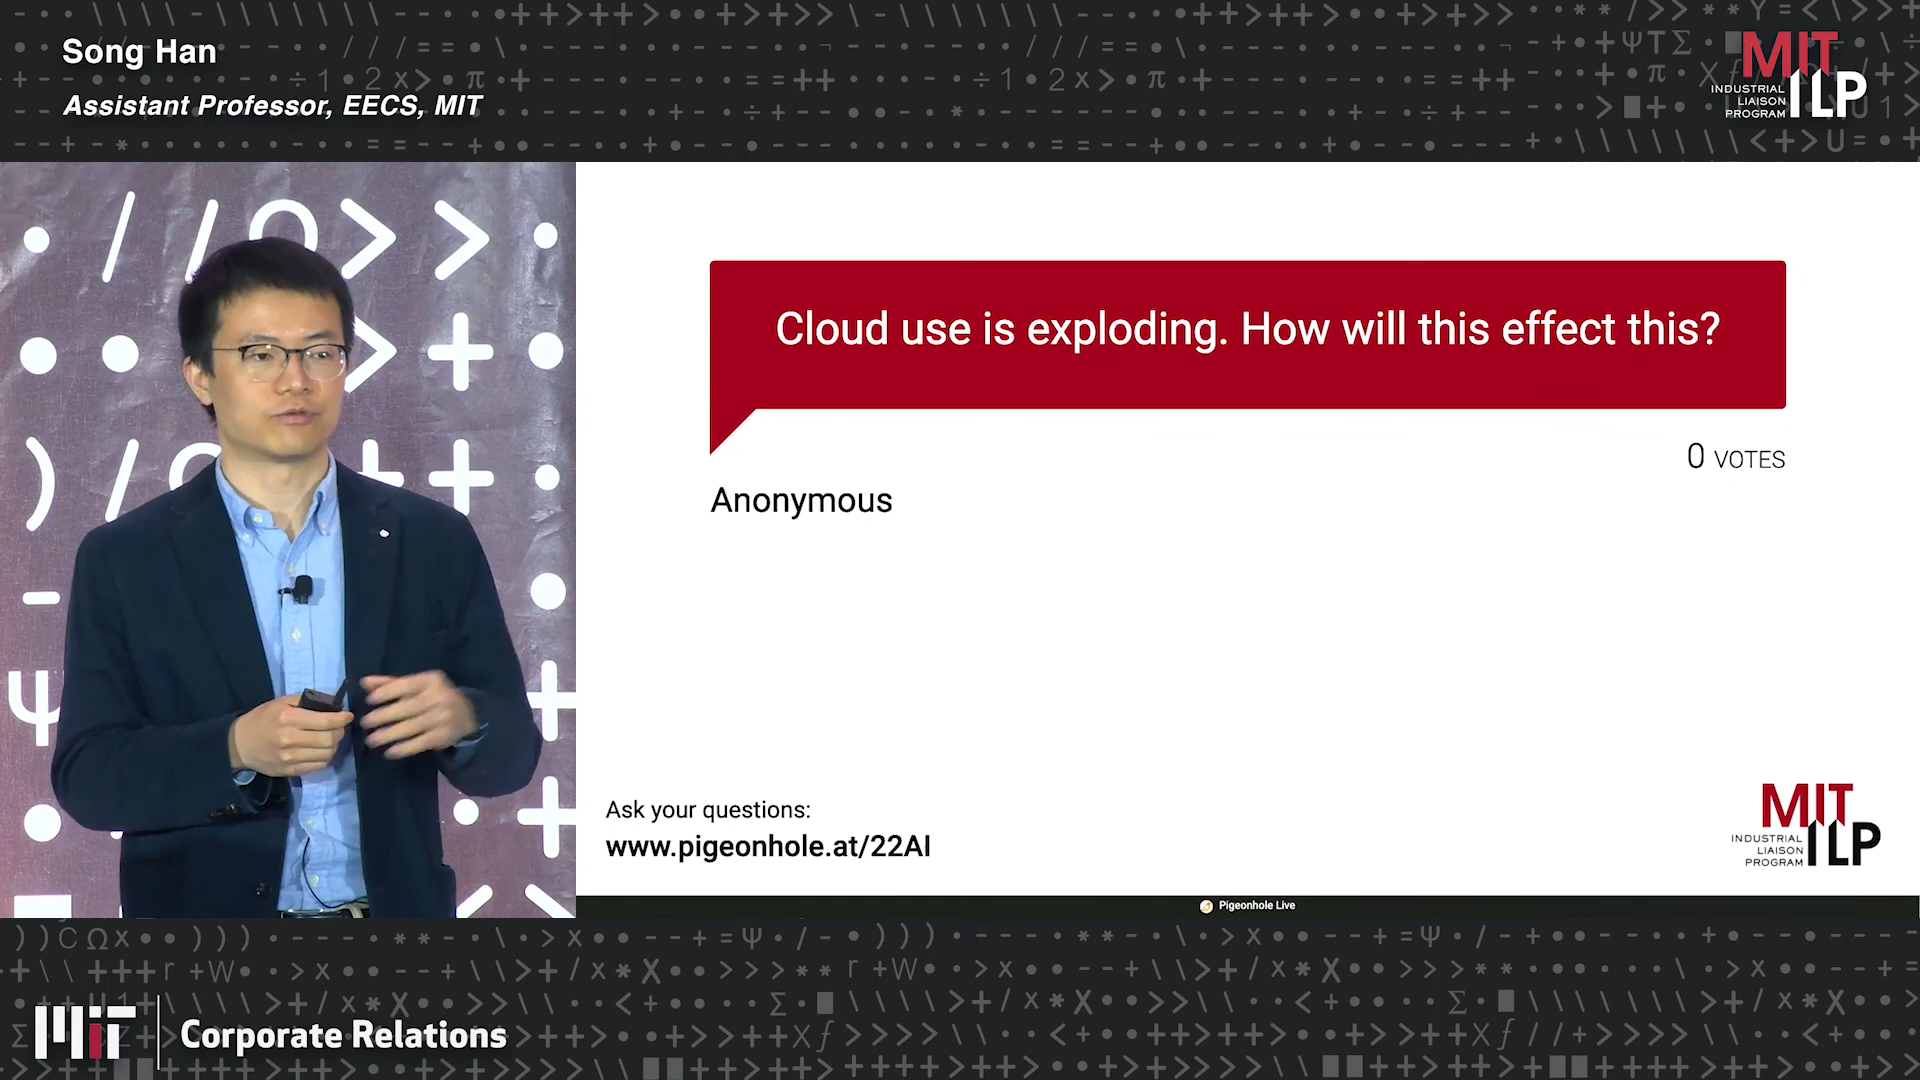 Song Han
Assistant Professor, EECS, MIT
MIT
INDUSTRIAL
LIAISON
PROGRAM
ILP
Cloud use is exploding. How will this effect this?
0 VOTES
Anonymous
Ask your questions:
www.pigeonhole.at/22AI
MIT
INDUSTRIAL
LIAISON
PROGRAM
ILP
Pigeonhole Live
MIT
Corporate Relations